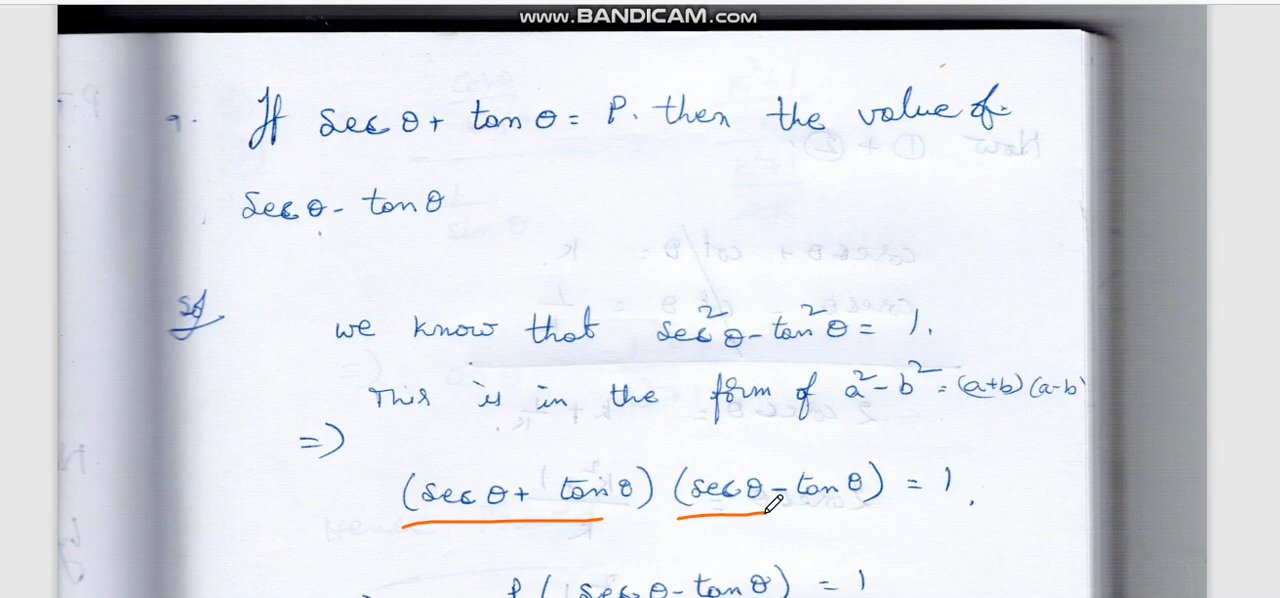 www.BANDICAM.com
9. If sec θ + tan θ = P. then the value of
sec θ - tan θ
Sol
we know that sec²θ - tan²θ = 1.
This is in the form of a² - b² = (a+b) (a-b)
=>
(sec θ + tan θ) (sec θ - tan θ) = 1.
P ( sec θ - tan θ) = 1